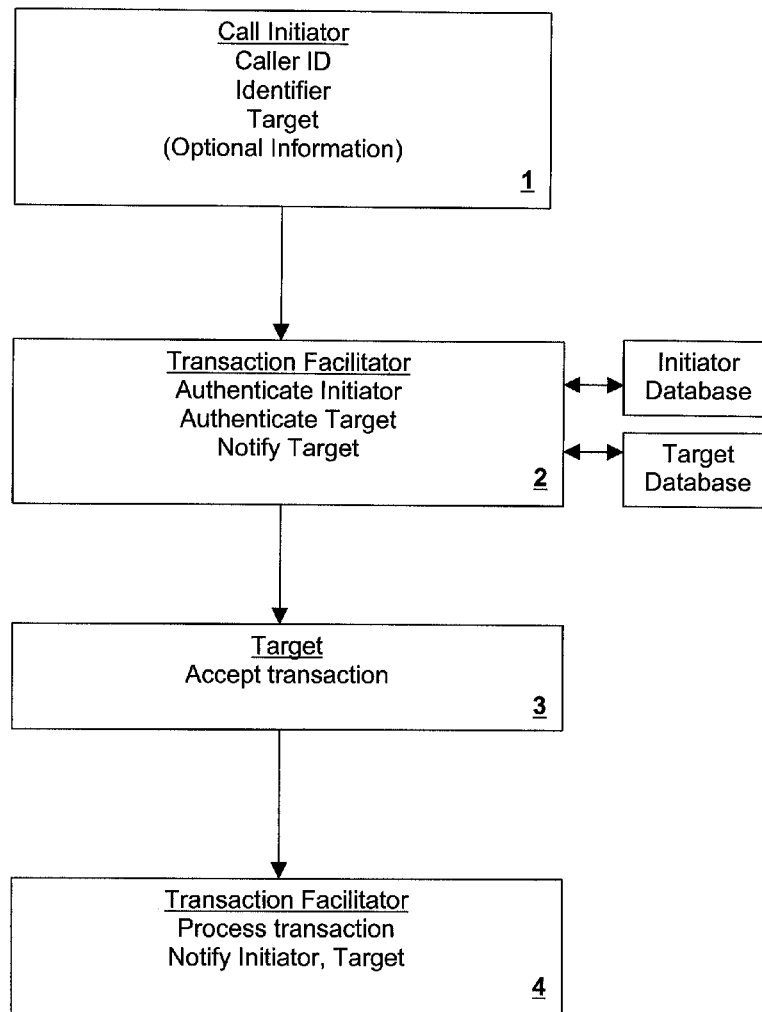 Call Initiator
Caller ID
Identifier
Target
(Optional Information)
1
Transaction Facilitator
Authenticate Initiator
Authenticate Target
Notify Target
2
Initiator
Database
Target
Database
Target
Accept transaction
3
Transaction Facilitator
Process transaction
Notify Initiator, Target
4